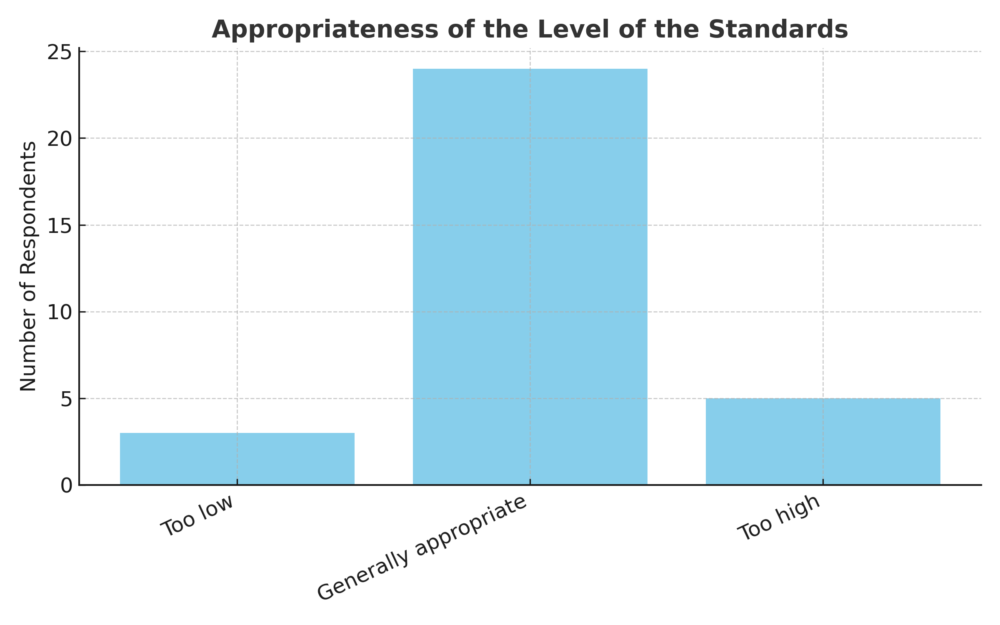 Appropriateness of the Level of the Standards
Number of Respondents
25
20
15
10
5
0
Too low
Generally appropriate
Too high